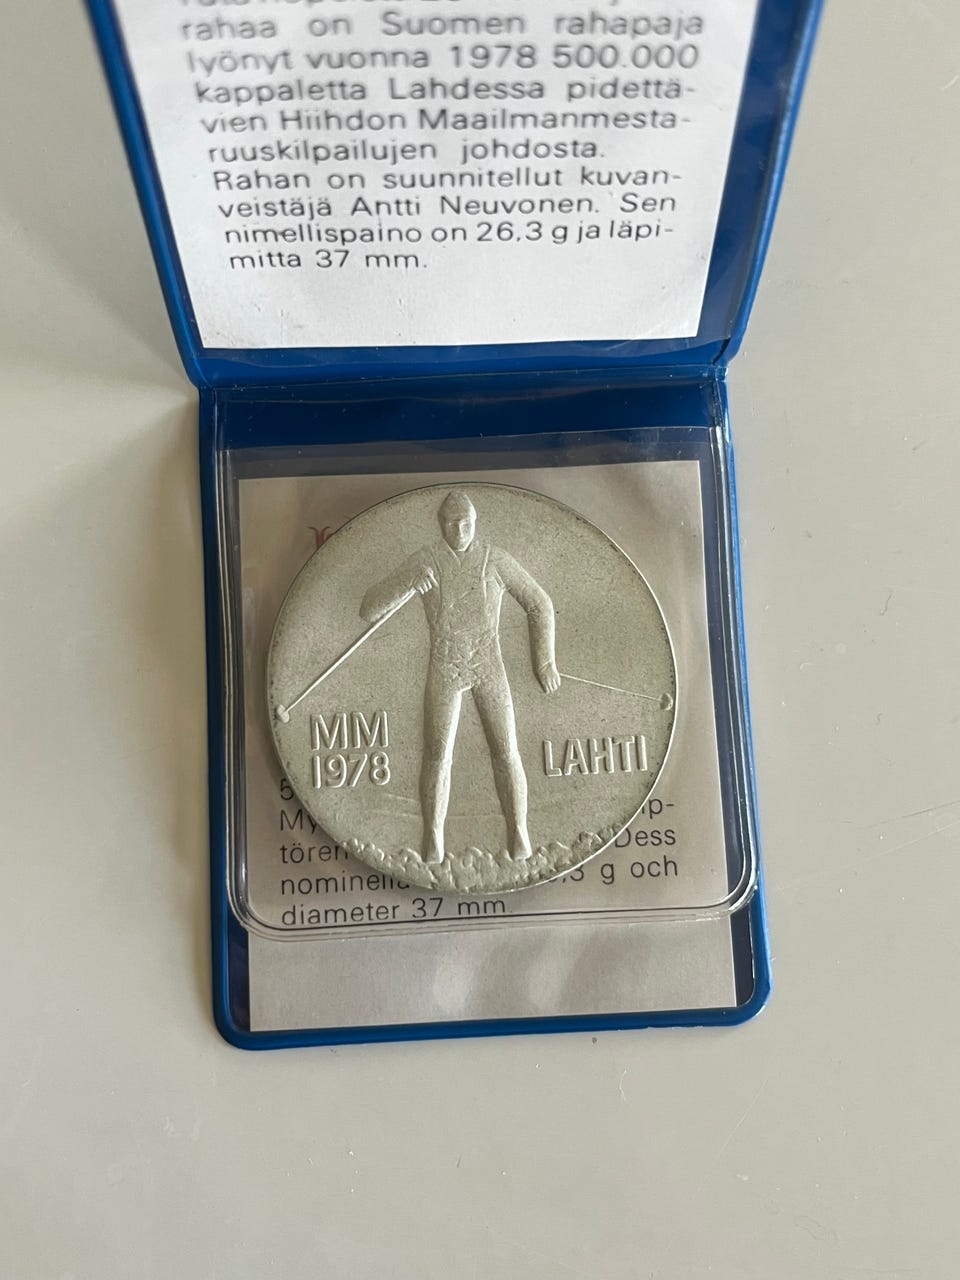 rahaa on Suomen rahapaja
lyönyt vuonna 1978 500.000
kappaletta Lahdessa pidettä-
vien Hiihdon Maailmanmesta-
ruuskilpailujen johdosta.
Rahan on suunnitellut kuvan-
veistäjä Antti Neuvonen. Sen
nimellispaino on 26,3 g ja läpi-
mitta 37 mm.
MM
1978
LAHTI
My
Dess
g och
diameter 37 mm.